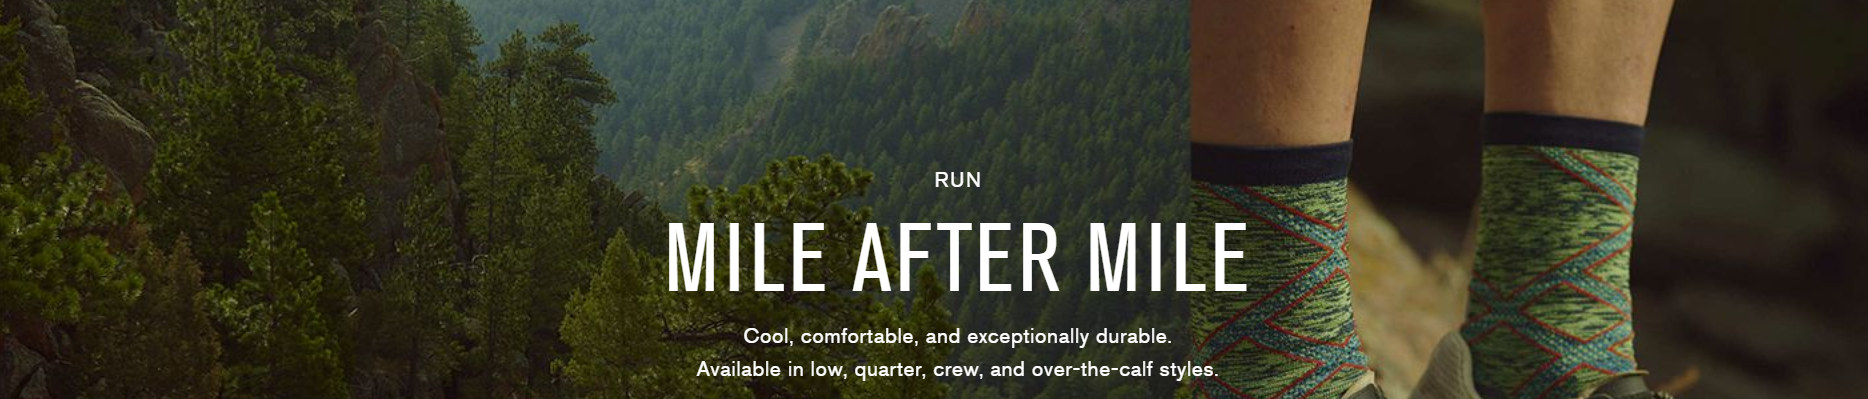 RUN
MILE AFTER MILE
Cool, comfortable, and exceptionally durable.
Available in low, quarter, crew, and over-the-calf styles.